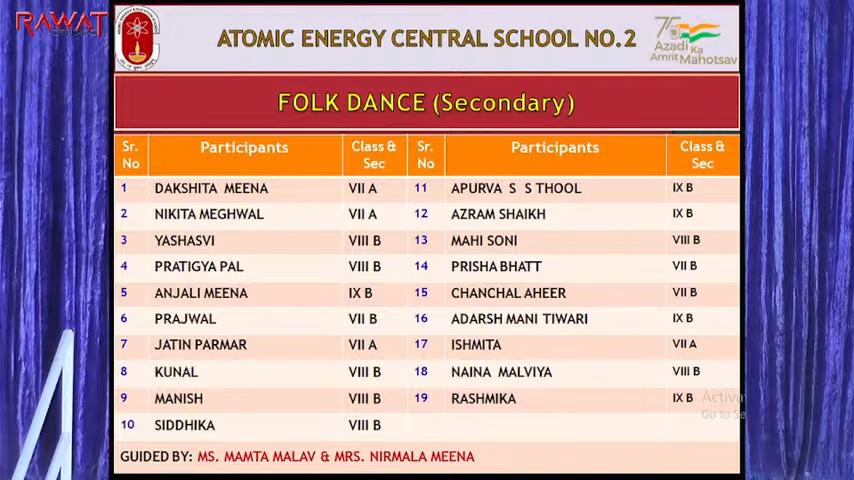 RAWAT
ATOMIC ENERGY CENTRAL SCHOOL NO.2
75
Azadi Ka
Amrit Mahotsav
FOLK DANCE (Secondary)
Sr. No Participants Class & Sec Sr. No Participants Class & Sec
1 DAKSHITA MEENA VII A 11 APURVA S S THOOL IX B
2 NIKITA MEGHWAL VII A 12 AZRAM SHAIKH IX B
3 YASHASVI VIII B 13 MAHI SONI VIII B
4 PRATIGYA PAL VIII B 14 PRISHA BHATT VII B
5 ANJALI MEENA IX B 15 CHANCHAL AHEER VII B
6 PRAJWAL VII B 16 ADARSH MANI TIWARI IX B
7 JATIN PARMAR VII A 17 ISHMITA VII A
8 KUNAL VIII B 18 NAINA MALVIYA VIII B
9 MANISH VIII B 19 RASHMIKA IX B
10 SIDDHIKA VIII B
Activa
Go to Se
GUIDED BY: MS. MAMTA MALAV & MRS. NIRMALA MEENA